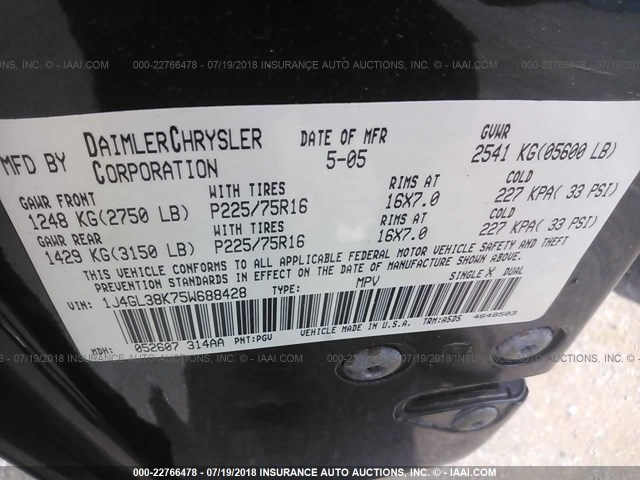 000-22766478 - 07/19/2018 INSURANCE AUTO AUCTIONS, INC. - © IAAI.COM
MFD BY DAIMLERCHRYSLER CORPORATION DATE OF MFR 5-05 GVWR 2541 KG(05600 LB)
GAWR FRONT WITH TIRES RIMS AT COLD
1248 KG(2750 LB) P225/75R16 16X7.0 227 KPA( 33 PSI)
GAWR REAR WITH TIRES RIMS AT COLD
1429 KG(3150 LB) P225/75R16 16X7.0 227 KPA( 33 PSI)
THIS VEHICLE CONFORMS TO ALL APPLICABLE FEDERAL MOTOR VEHICLE SAFETY AND THEFT
PREVENTION STANDARDS IN EFFECT ON THE DATE OF MANUFACTURE SHOWN ABOVE.
VIN: 1J4GL38K75W688428 TYPE: MPV SINGLE X DUAL
VEHICLE MADE IN U.S.A. TRM:A5D5 4648503
MDH: 052607 314AA PNT:PGV
000-22766478 - 07/19/2018 INSURANCE AUTO AUCTIONS, INC. - © IAAI.COM